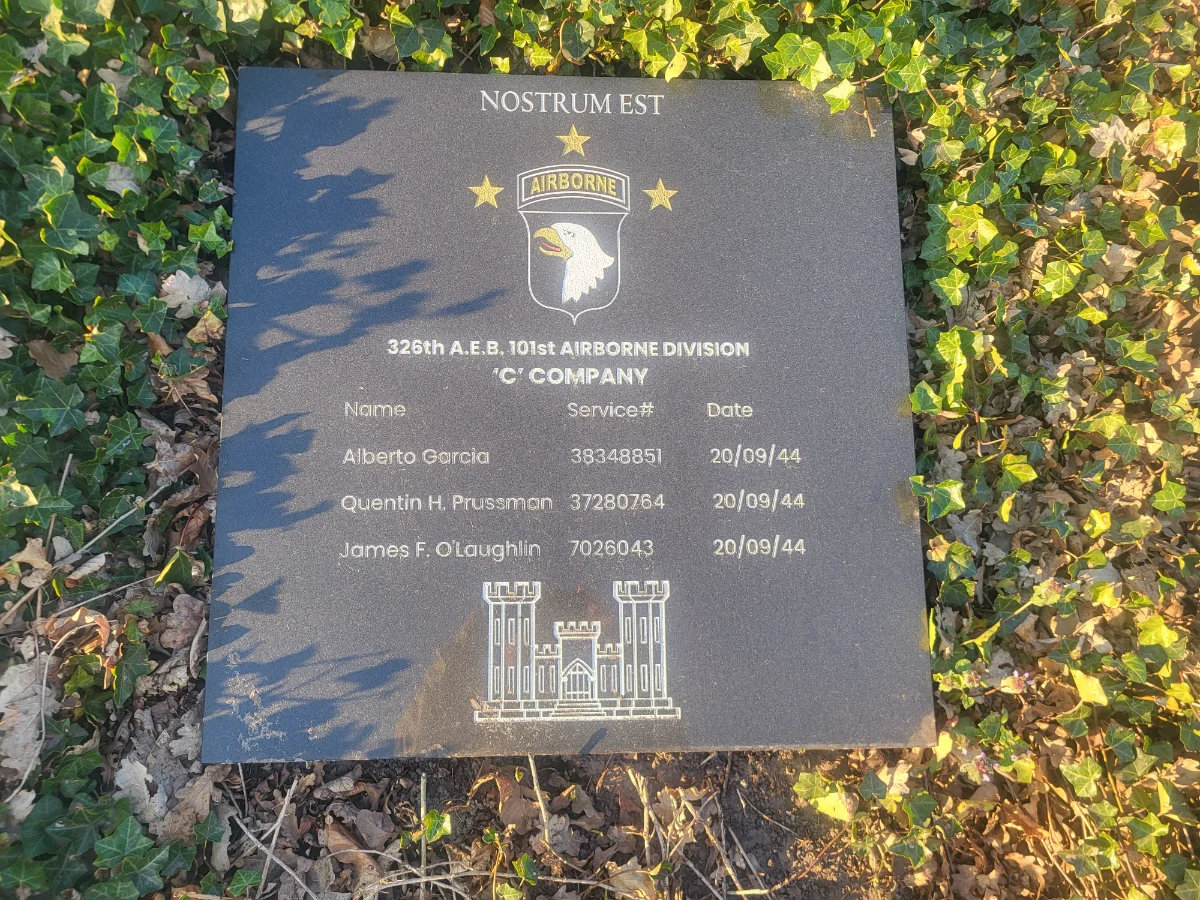 NOSTRUM EST
AIRBORNE
326th A.E.B. 101st AIRBORNE DIVISION
'C' COMPANY
Name Service# Date
Alberto Garcia 38348851 20/09/44
Quentin H. Prussman 37280764 20/09/44
James F. O'Laughlin 7026043 20/09/44